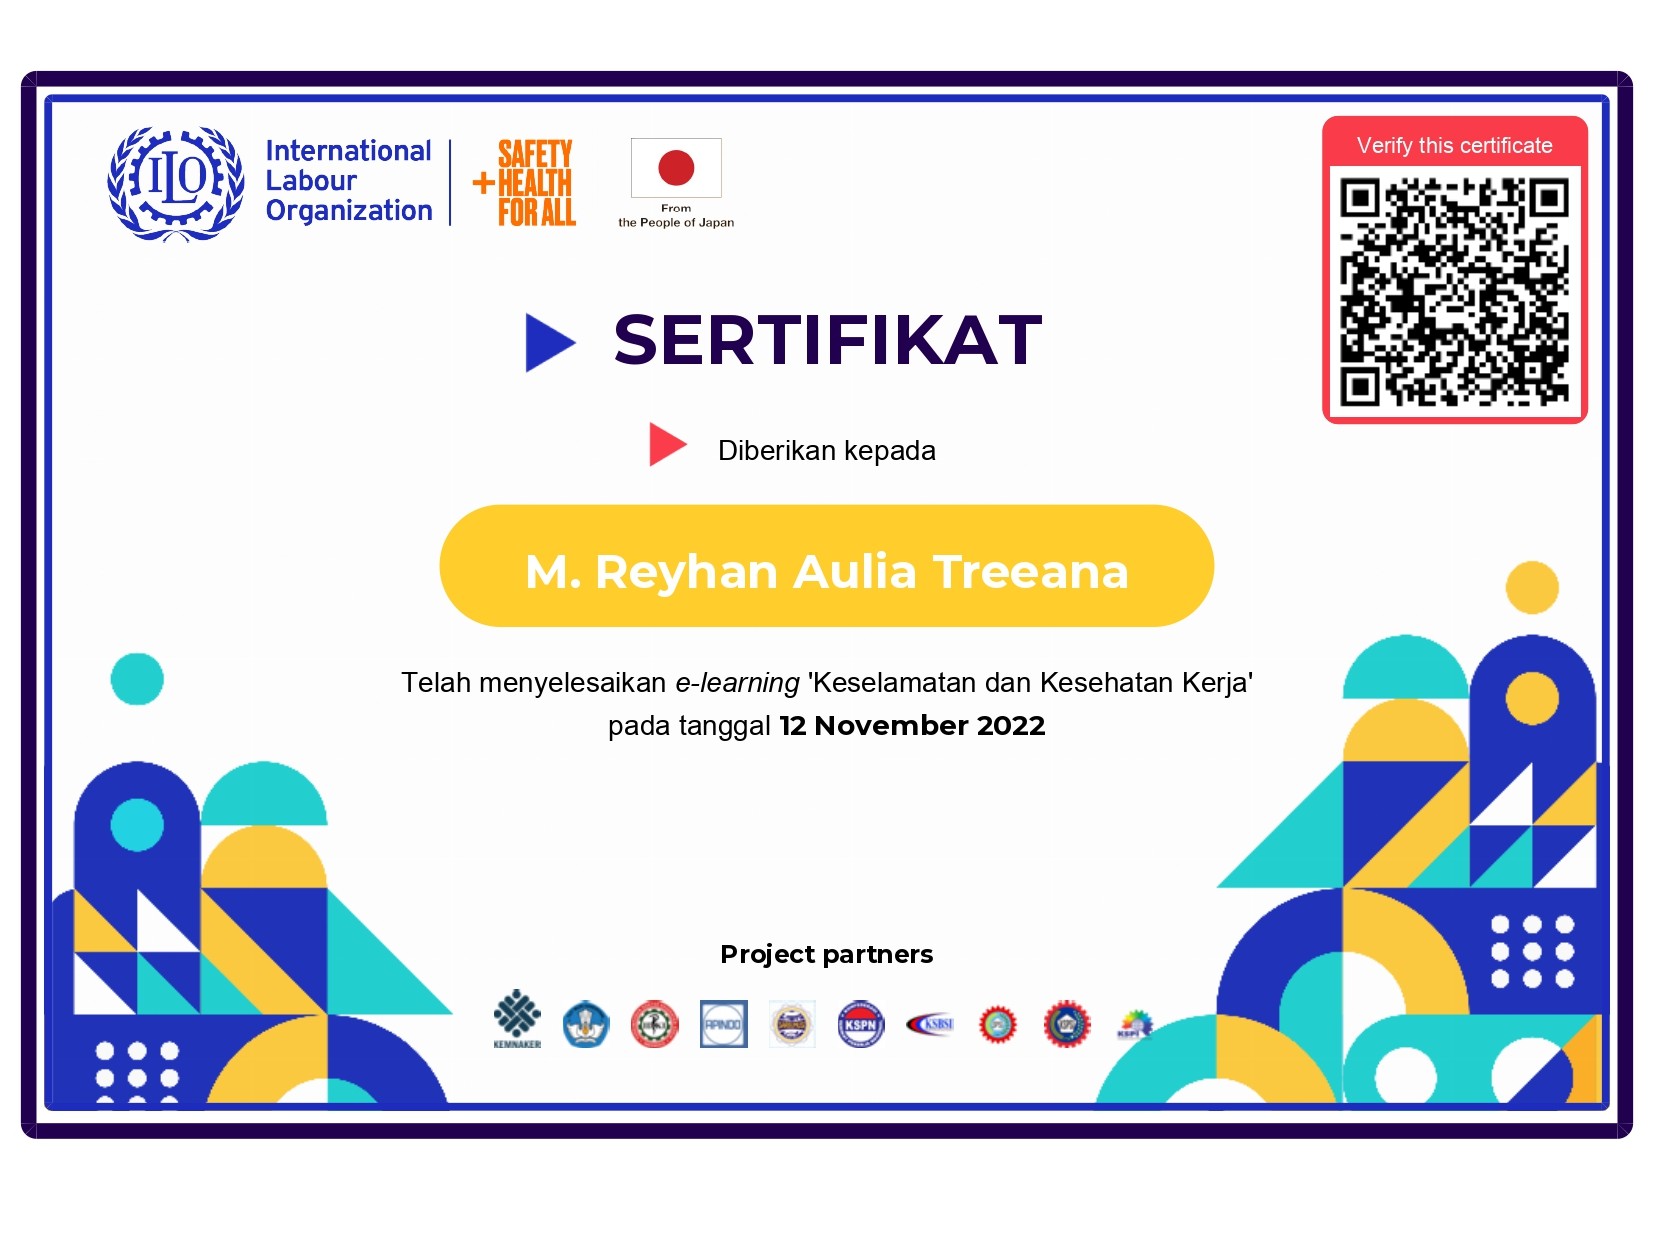 ILO
International
Labour
Organization
+SAFETY
HEALTH
FOR ALL
From
the People of Japan
Verify this certificate
SERTIFIKAT
Diberikan kepada
M. Reyhan Aulia Treeana
Telah menyelesaikan e-learning 'Keselamatan dan Kesehatan Kerja'
pada tanggal 12 November 2022
Project partners
KEMNAKER
APINDO
KSPN
KSBSI
KSPI